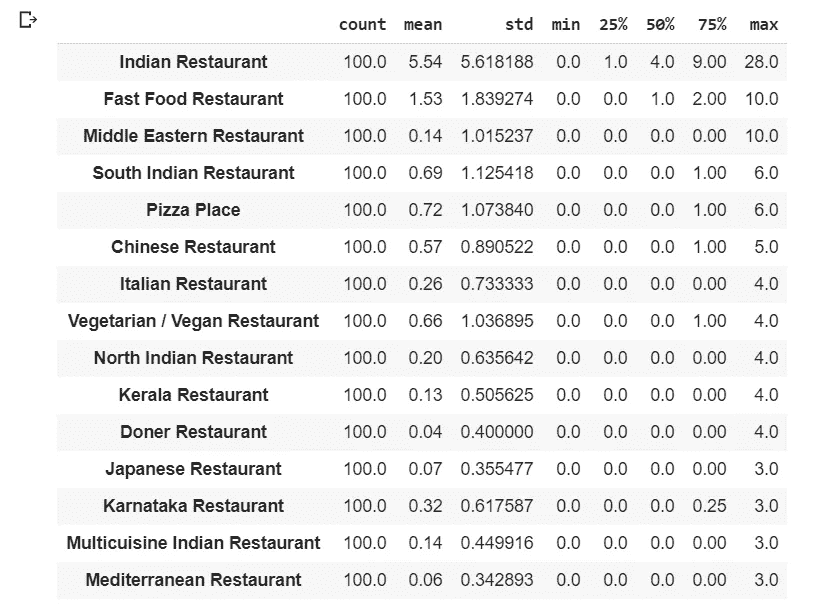 count mean std min 25% 50% 75% max
Indian Restaurant 100.0 5.54 5.618188 0.0 1.0 4.0 9.00 28.0
Fast Food Restaurant 100.0 1.53 1.839274 0.0 0.0 1.0 2.00 10.0
Middle Eastern Restaurant 100.0 0.14 1.015237 0.0 0.0 0.0 0.00 10.0
South Indian Restaurant 100.0 0.69 1.125418 0.0 0.0 0.0 1.00 6.0
Pizza Place 100.0 0.72 1.073840 0.0 0.0 0.0 1.00 6.0
Chinese Restaurant 100.0 0.57 0.890522 0.0 0.0 0.0 1.00 5.0
Italian Restaurant 100.0 0.26 0.733333 0.0 0.0 0.0 0.00 4.0
Vegetarian / Vegan Restaurant 100.0 0.66 1.036895 0.0 0.0 0.0 1.00 4.0
North Indian Restaurant 100.0 0.20 0.635642 0.0 0.0 0.0 0.00 4.0
Kerala Restaurant 100.0 0.13 0.505625 0.0 0.0 0.0 0.00 4.0
Doner Restaurant 100.0 0.04 0.400000 0.0 0.0 0.0 0.00 4.0
Japanese Restaurant 100.0 0.07 0.355477 0.0 0.0 0.0 0.00 3.0
Karnataka Restaurant 100.0 0.32 0.617587 0.0 0.0 0.0 0.25 3.0
Multicuisine Indian Restaurant 100.0 0.14 0.449916 0.0 0.0 0.0 0.00 3.0
Mediterranean Restaurant 100.0 0.06 0.342893 0.0 0.0 0.0 0.00 3.0